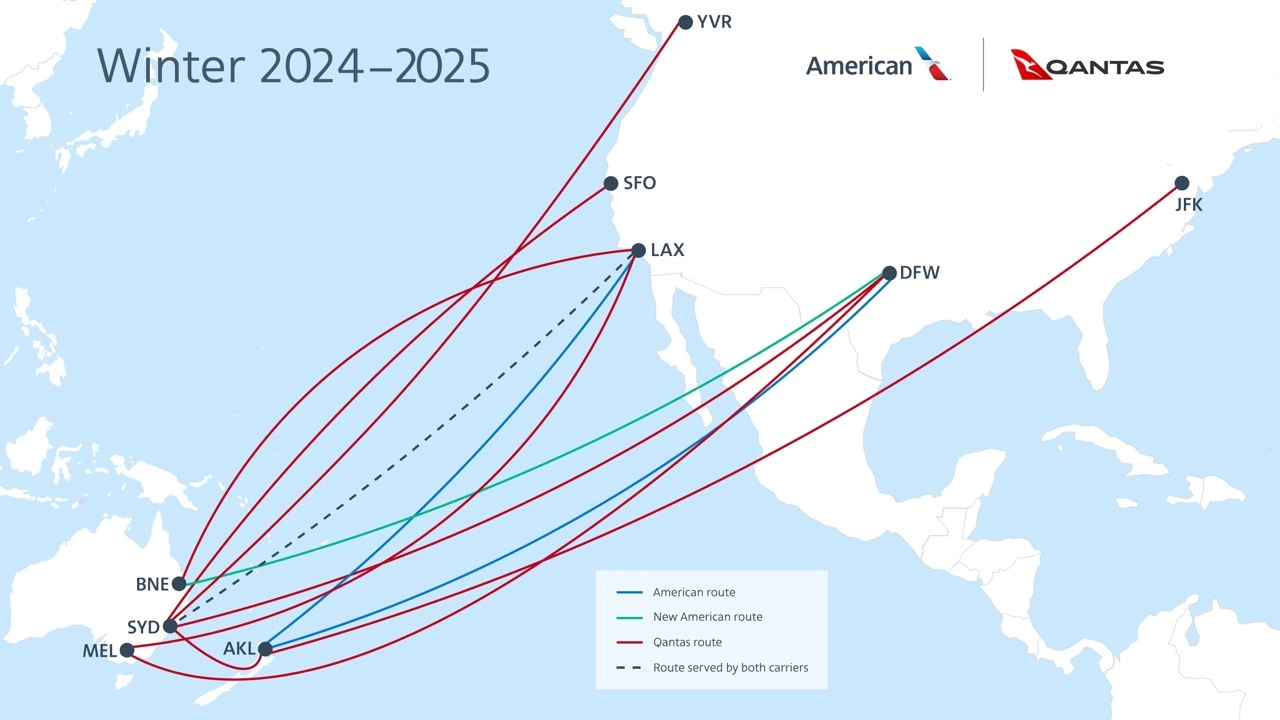 Winter 2024–2025
American
QANTAS
YVR
SFO
LAX
DFW
JFK
BNE
SYD
MEL
AKL
American route
New American route
Qantas route
Route served by both carriers